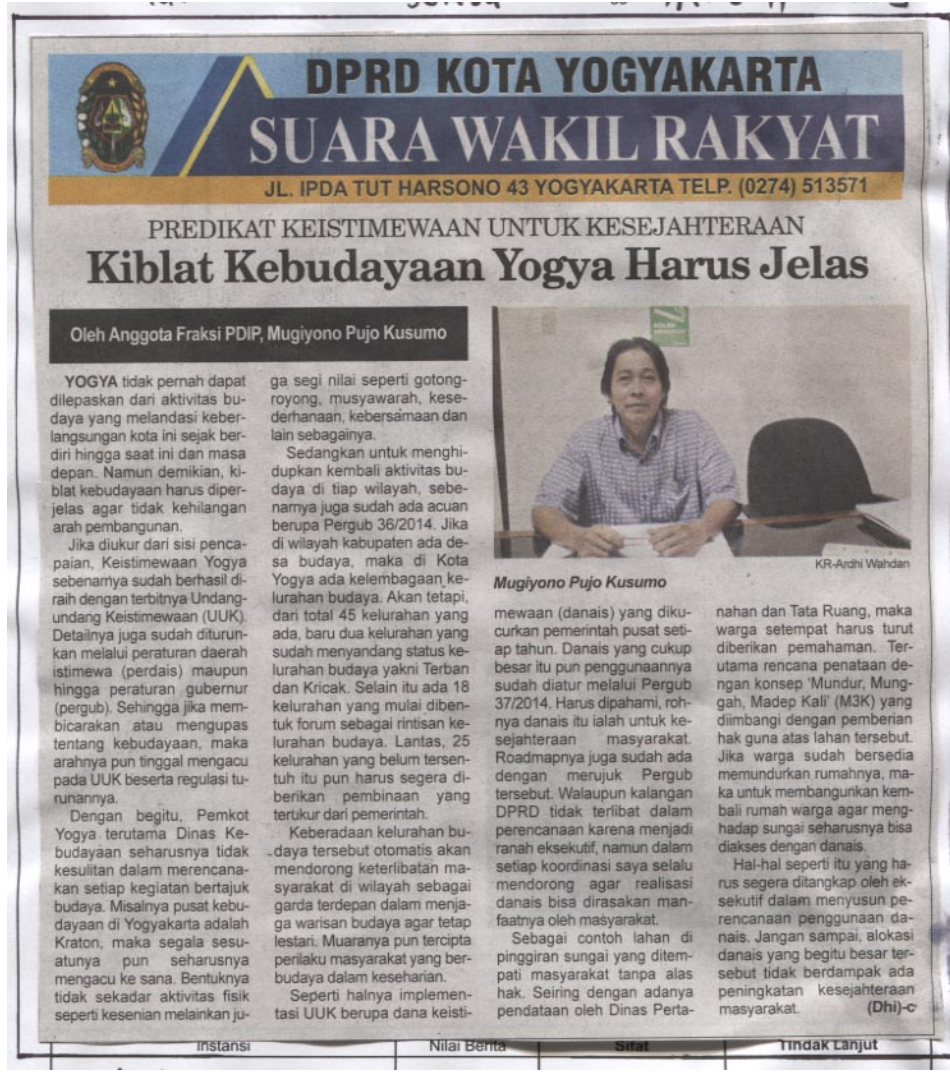 DPRD KOTA YOGYAKARTA
SUARA WAKIL RAKYAT
JL. IPDA TUT HARSONO 43 YOGYAKARTA TELP. (0274) 513571
PREDIKAT KEISTIMEWAAN UNTUK KESEJAHTERAAN
Kiblat Kebudayaan Yogya Harus Jelas
Oleh Anggota Fraksi PDIP, Mugiyono Pujo Kusumo
YOGYA tidak pernah dapat
dilepaskan dari aktivitas bu-
daya yang melandasi keber-
langsungan kota ini sejak ber-
diri hingga saat ini dan masa
depan. Namun demikian, ki-
blat kebudayaan harus diper-
jelas agar tidak kehilangan
arah pembangunan.
Jika diukur dari sisi penca-
paian, Keistimewaan Yogya
sebenarnya sudah berhasil di-
raih dengan terbitnya Undang-
undang Keistimewaan (UUK).
Detailnya juga sudah diturun-
kan melalui peraturan daerah
istimewa (perdais) maupun
hingga peraturan gubernur
(pergub). Sehingga jika mem-
bicarakan atau mengupas
tentang kebudayaan, maka
arahnya pun tinggal mengacu
pada UUK beserta regulasi tu-
runannya.
Dengan begitu, Pemkot
Yogya terutama Dinas Ke-
budayaan seharusnya tidak
kesulitan dalam merencana-
kan setiap kegiatan bertajuk
budaya. Misalnya pusat kebu-
dayaan di Yogyakarta adalah
Kraton, maka segala sesu-
atunya pun seharusnya
mengacu ke sana. Bentuknya
tidak sekadar aktivitas fisik
seperti kesenian melainkan ju-
ga segi nilai seperti gotong-
royong, musyawarah, kese-
derhanaan, kebersamaan dan
lain sebagainya.
Sedangkan untuk menghi-
dupkan kembali aktivitas bu-
daya di tiap wilayah, sebe-
narnya juga sudah ada acuan
berupa Pergub 36/2014. Jika
di wilayah kabupaten ada de-
sa budaya, maka di Kota
Yogya ada kelembagaan ke-
lurahan budaya. Akan tetapi,
dari total 45 kelurahan yang
ada, baru dua kelurahan yang
sudah menyandang status ke-
lurahan budaya yakni Terban
dan Kricak. Selain itu ada 18
kelurahan yang mulai diben-
tuk forum sebagai rintisan ke-
lurahan budaya. Lantas, 25
kelurahan yang belum tersen-
tuh itu pun harus segera di-
berikan pembinaan yang
terukur dari pemerintah.
Keberadaan kelurahan bu-
daya tersebut otomatis akan
mendorong keterlibatan ma-
syarakat di wilayah sebagai
garda terdepan dalam menja-
ga warisan budaya agar tetap
lestari. Muaranya pun tercipta
perilaku masyarakat yang ber-
budaya dalam keseharian.
Seperti halnya implemen-
tasi UUK berupa dana keisti-
KR-Ardhi Wahdan
Mugiyono Pujo Kusumo
mewaan (danais) yang diku-
curkan pemerintah pusat seti-
ap tahun. Danais yang cukup
besar itu pun penggunaannya
sudah diatur melalui Pergub
37/2014. Harus dipahami, roh-
nya danais itu ialah untuk ke-
sejahteraan masyarakat.
Roadmapnya juga sudah ada
dengan merujuk Pergub
tersebut. Walaupun kalangan
DPRD tidak terlibat dalam
perencanaan karena menjadi
ranah eksekutif, namun dalam
setiap koordinasi saya selalu
mendorong agar realisasi
danais bisa dirasakan man-
faatnya oleh masyarakat.
Sebagai contoh lahan di
pinggiran sungai yang ditem-
pati masyarakat tanpa alas
hak. Seiring dengan adanya
pendataan oleh Dinas Perta-
nahan dan Tata Ruang, maka
warga setempat harus turut
diberikan pemahaman. Ter-
utama rencana penataan de-
ngan konsep 'Mundur, Mung-
gah, Madep Kali' (M3K) yang
diimbangi dengan pemberian
hak guna atas lahan tersebut.
Jika warga sudah bersedia
memundurkan rumahnya, ma-
ka untuk membangunkan kem-
bali rumah warga agar meng-
hadap sungai seharusnya bisa
diakses dengan danais.
Hal-hal seperti itu yang ha-
rus segera ditangkap oleh ek-
sekutif dalam menyusun pe-
rencanaan penggunaan da-
nais. Jangan sampai, alokasi
danais yang begitu besar ter-
sebut tidak berdampak ada
peningkatan kesejahteraan
masyarakat. (Dhi)-c
Instansi Nilai Berita Sifat Tindak Lanjut